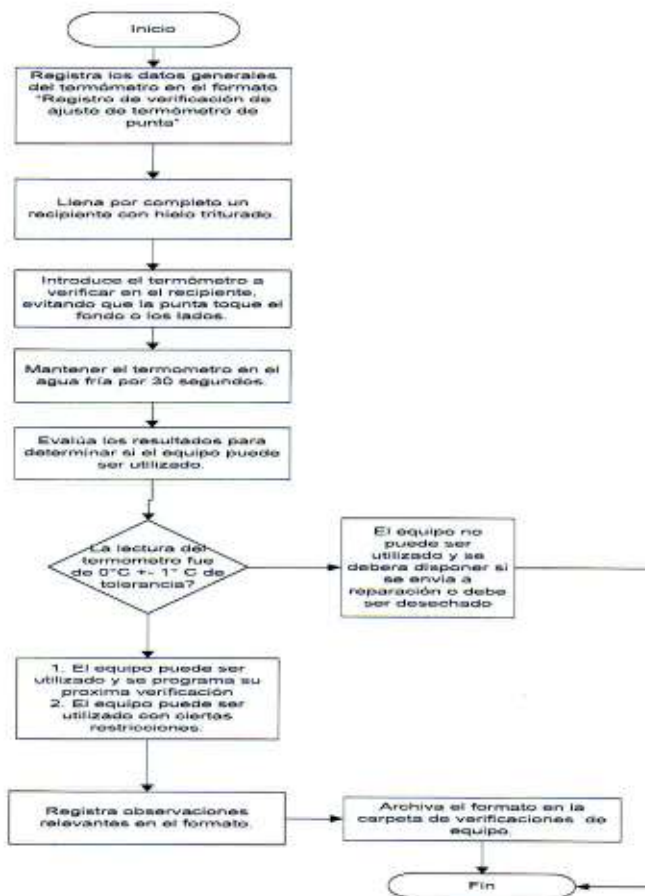 Inicio
Registra los datos generales
del termómetro en el formato
"Registro de verificación de
ajuste de termómetro de
punta"
Llena por completo un
recipiente con hielo triturado.
Introduce el termómetro a
verificar en el recipiente,
evitando que la punta toque el
fondo o los lados.
Mantener el termometro en el
agua fría por 30 segundos.
Evalúa los resultados para
determinar si el equipo puede
ser utilizado.
La lectura del
termometro fue
de 0°C +- 1° C de
tolerancia?
El equipo no
puede ser
utilizado y se
debera disponer si
se envia a
reparación o debe
ser desechado
1. El equipo puede ser
utilizado y se programa su
proxima verificación
2. El equipo puede ser
utilizado con ciertas
restricciones.
Registra observaciones
relevantes en el formato.
Archiva el formato en la
carpeta de verificaciones de
equipo.
Fin